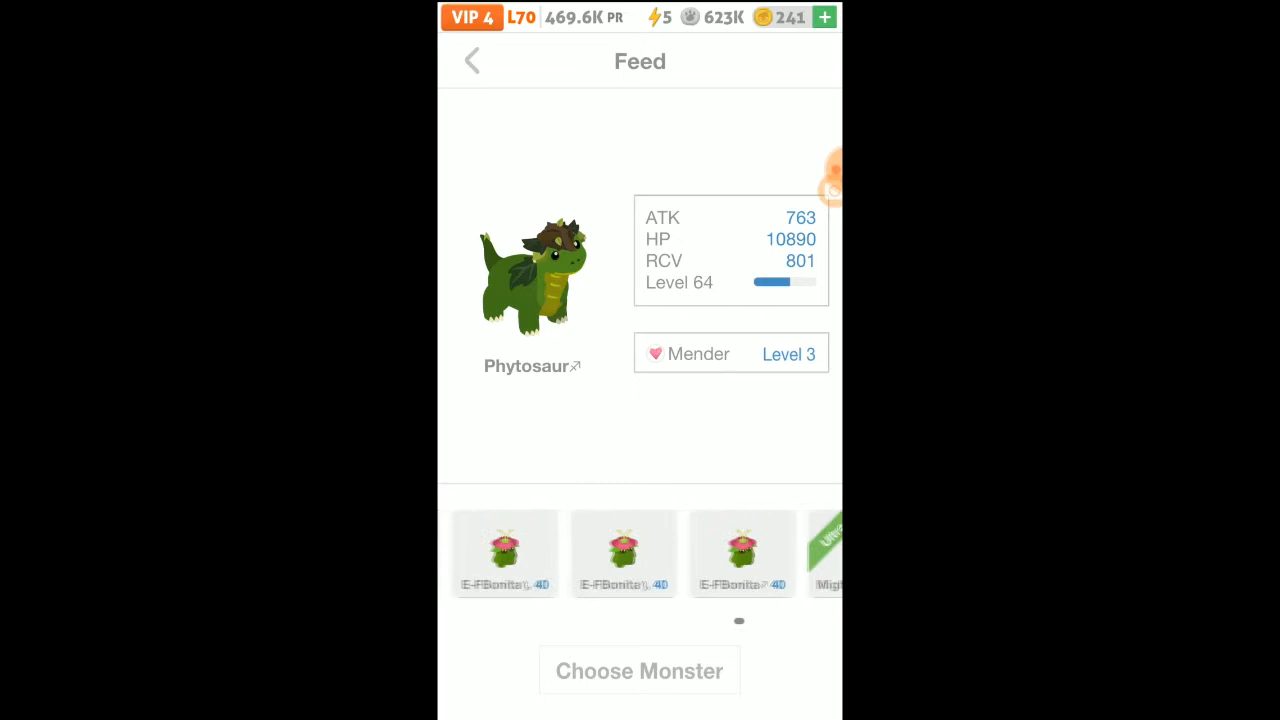 VIP 4 L70 469.6K PR 5 623K 241 +
Feed
ATK 763
HP 10890
RCV 801
Level 64
Mender Level 3
Phytosaur
40 40 40
Choose Monster